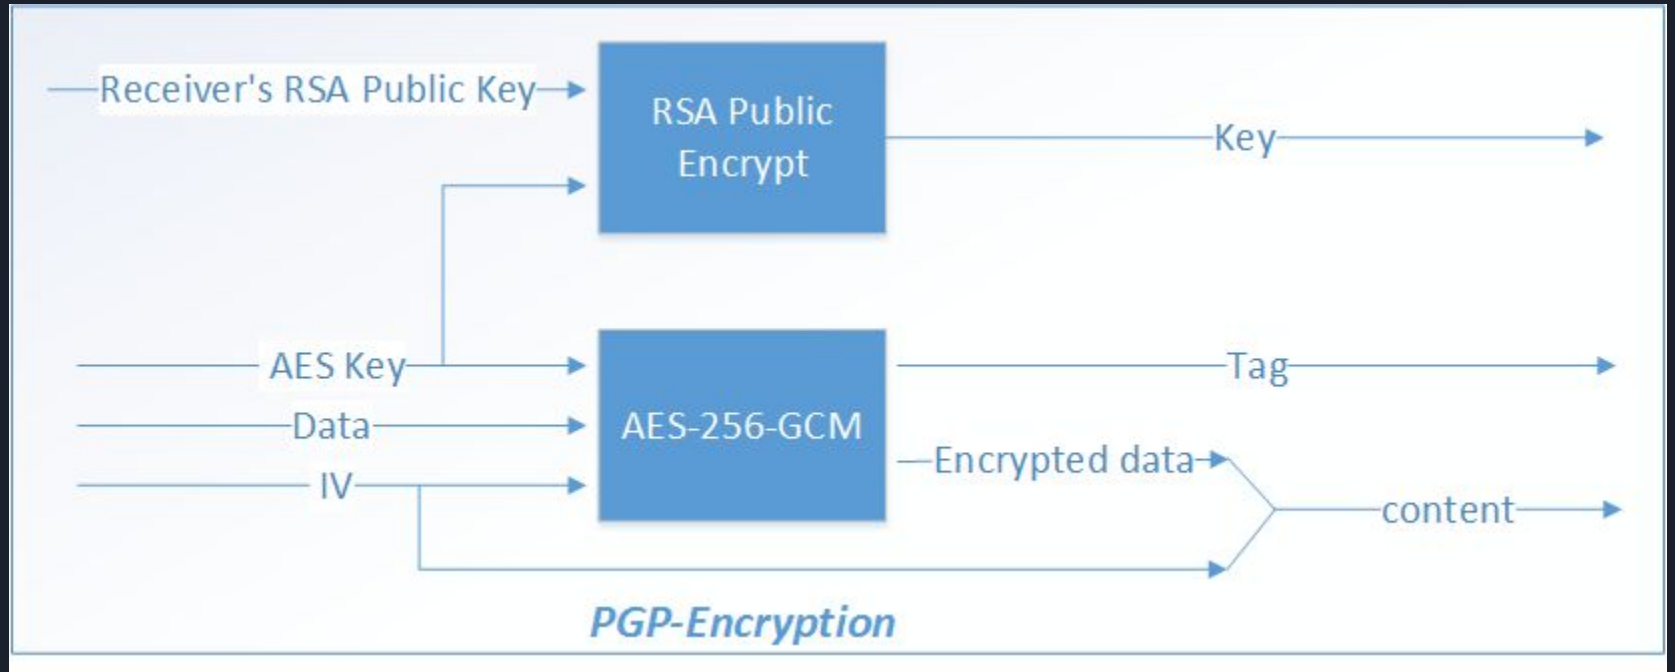 Receiver's RSA Public Key
RSA Public
Encrypt
Key
AES Key
Data
IV
AES-256-GCM
Tag
Encrypted data
content
PGP-Encryption